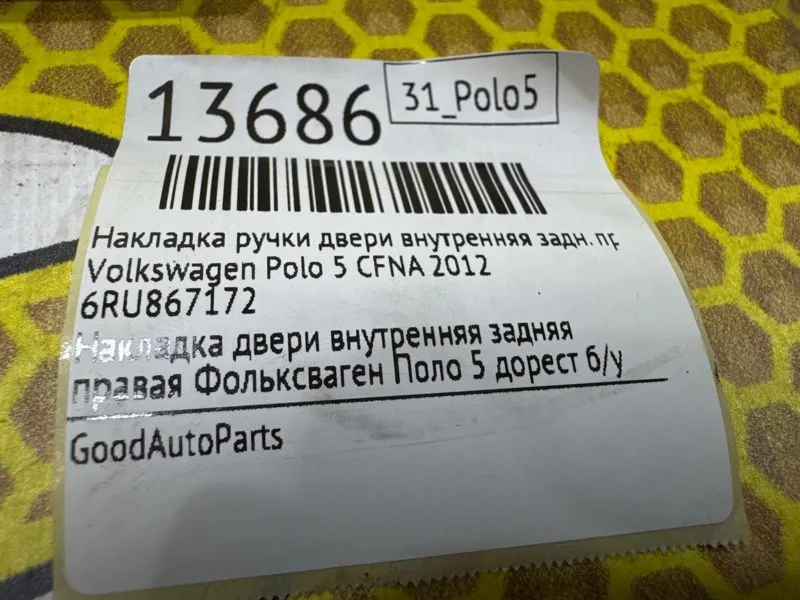 13686
31_Polo5
Накладка ручки двери внутренняя задн. пр
Volkswagen Polo 5 CFNA 2012
6RU867172
Накладка двери внутренняя задняя
правая Фольксваген Поло 5 дорест б/у
GoodAutoParts